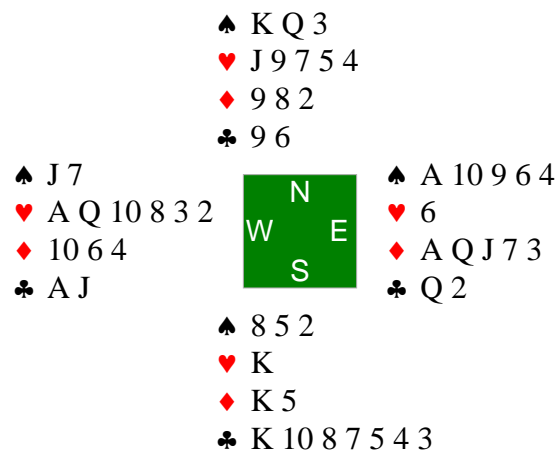 ♠ K Q 3
♥ J 9 7 5 4
♦ 9 8 2
♣ 9 6
♠ J 7
♥ A Q 10 8 3 2
♦ 10 6 4
♣ A J
N
W E
S
♠ A 10 9 6 4
♥ 6
♦ A Q J 7 3
♣ Q 2
♠ 8 5 2
♥ K
♦ K 5
♣ K 10 8 7 5 4 3